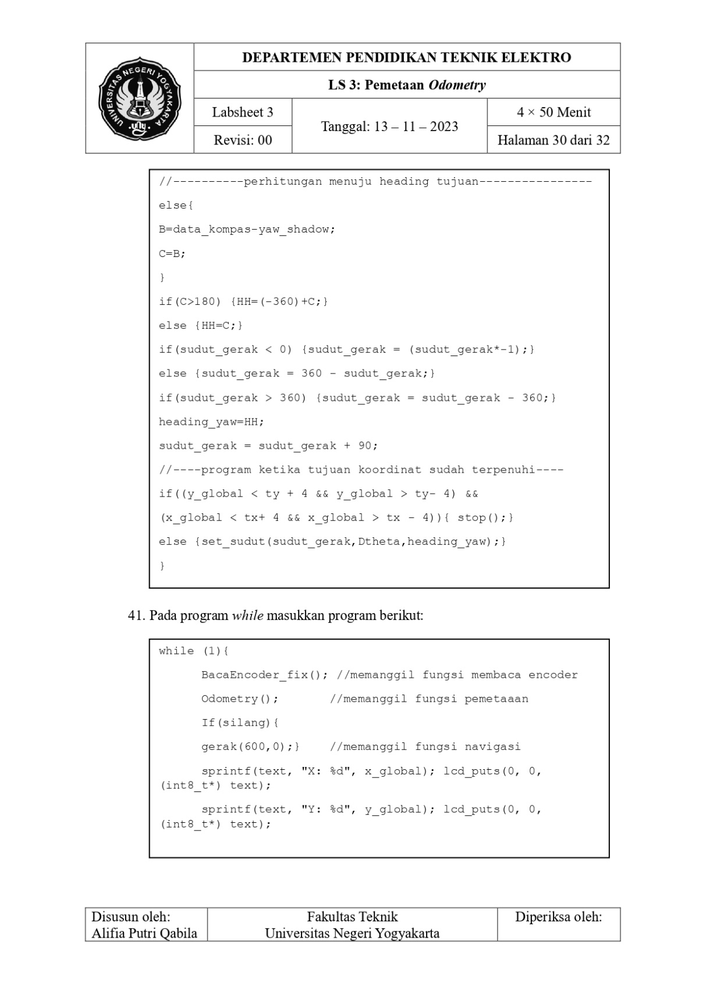 UNIVERSITAS NEGERI YOGYAKARTA
uny
DEPARTEMEN PENDIDIKAN TEKNIK ELEKTRO
LS 3: Pemetaan Odometry
Labsheet 3
Tanggal: 13 – 11 – 2023
4 × 50 Menit
Revisi: 00
Halaman 30 dari 32
//----------perhitungan menuju heading tujuan----------------
else{
B=data_kompas-yaw_shadow;
C=B;
}
if(C>180) {HH=(-360)+C;}
else {HH=C;}
if(sudut_gerak < 0) {sudut_gerak = (sudut_gerak*-1);}
else {sudut_gerak = 360 - sudut_gerak;}
if(sudut_gerak > 360) {sudut_gerak = sudut_gerak - 360;}
heading_yaw=HH;
sudut_gerak = sudut_gerak + 90;
//----program ketika tujuan koordinat sudah terpenuhi----
if((y_global < ty + 4 && y_global > ty- 4) &&
(x_global < tx+ 4 && x_global > tx - 4)){ stop();}
else {set_sudut(sudut_gerak,Dtheta,heading_yaw);}
}
41. Pada program while masukkan program berikut:
while (1){
BacaEncoder_fix(); //memanggil fungsi membaca encoder
Odometry(); //memanggil fungsi pemetaaan
If(silang){
gerak(600,0);} //memanggil fungsi navigasi
sprintf(text, "X: %d", x_global); lcd_puts(0, 0,
(int8_t*) text);
sprintf(text, "Y: %d", y_global); lcd_puts(0, 0,
(int8_t*) text);
Disusun oleh:
Alifia Putri Qabila
Fakultas Teknik
Universitas Negeri Yogyakarta
Diperiksa oleh: